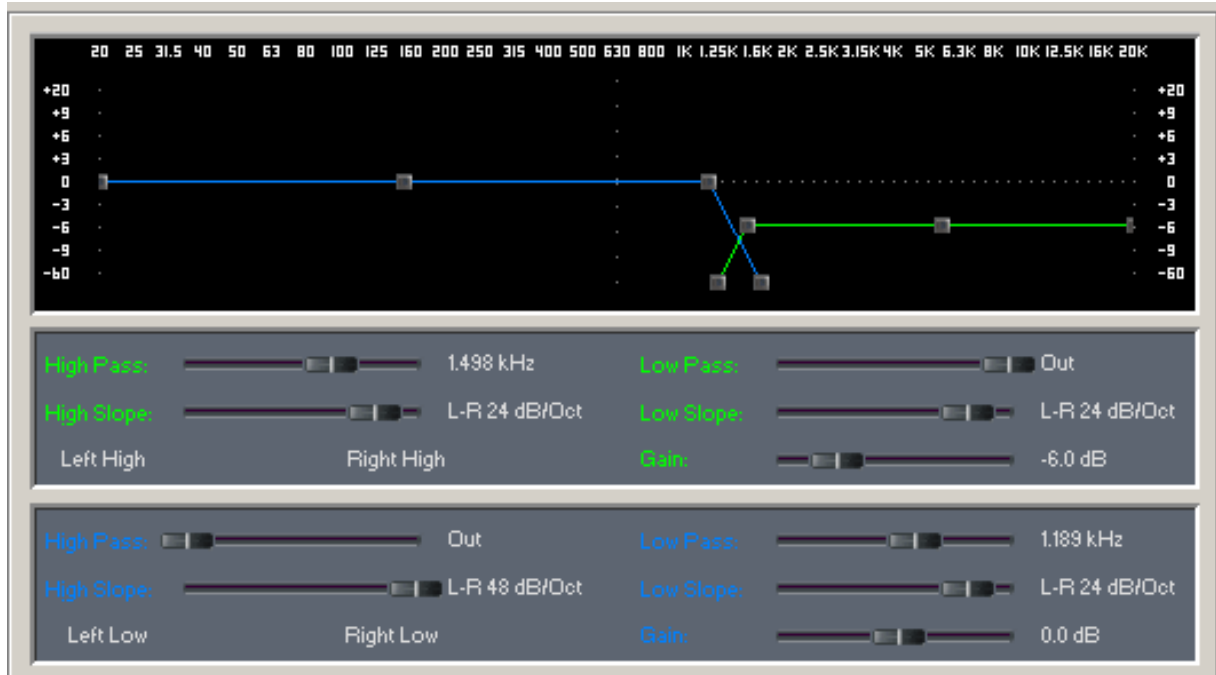 20 25 31.5 40 50 63 80 100 125 160 200 250 315 400 500 630 800 1K 1.25K 1.6K 2K 2.5K 3.15K 4K 5K 6.3K 8K 10K 12.5K 16K 20K
+20 +20
+9 +9
+6 +6
+3 +3
0 0
-3 -3
-6 -6
-9 -9
-60 -60
High Pass: 1.498 kHz Low Pass: Out
High Slope: L-R 24 dB/Oct Low Slope: L-R 24 dB/Oct
Left High Right High Gain: -6.0 dB
High Pass: Out Low Pass: 1.189 kHz
High Slope: L-R 48 dB/Oct Low Slope: L-R 24 dB/Oct
Left Low Right Low Gain: 0.0 dB